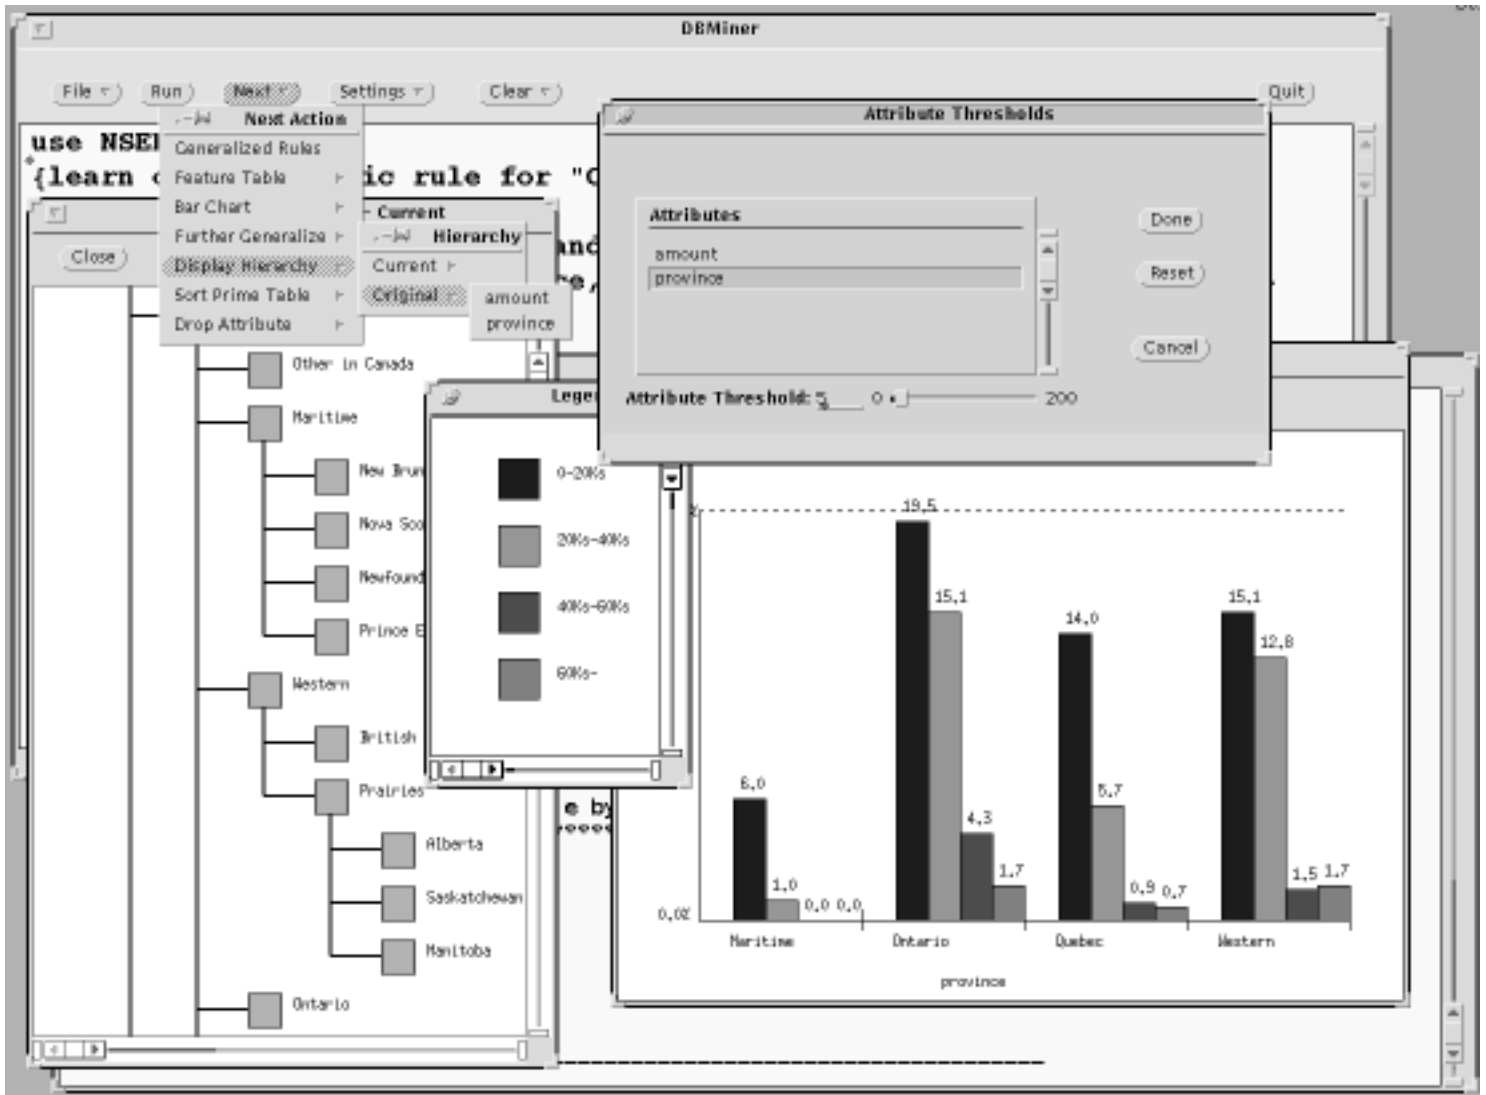 DBMiner
File Run Next Settings Clear Quit
Next Action
Generalized Rules
Feature Table
Bar Chart
Further Generalize
Display Hierarchy
Sort Prime Table
Drop Attribute
use
{learn ic rule for "
Current
Close
Hierarchy
Current
Original
amount
province
Attribute Thresholds
Attributes
amount
province
Done
Reset
Cancel
Attribute Threshold: 5 0 200
Other in Canada
Maritime
New
Nova
Prince
Western
British
Prairies
Alberta
Saskatchewan
Manitoba
Ontario
0-20Ks
20Ks-40Ks
40Ks-60Ks
60Ks-
e by
19.5
15.1
4.3
1.7
14.0
5.7
0.9 0.7
15.1
12.8
1.5 1.7
6.0
1.0
0.0 0.0
0.0%
Maritime Ontario Quebec Western
province